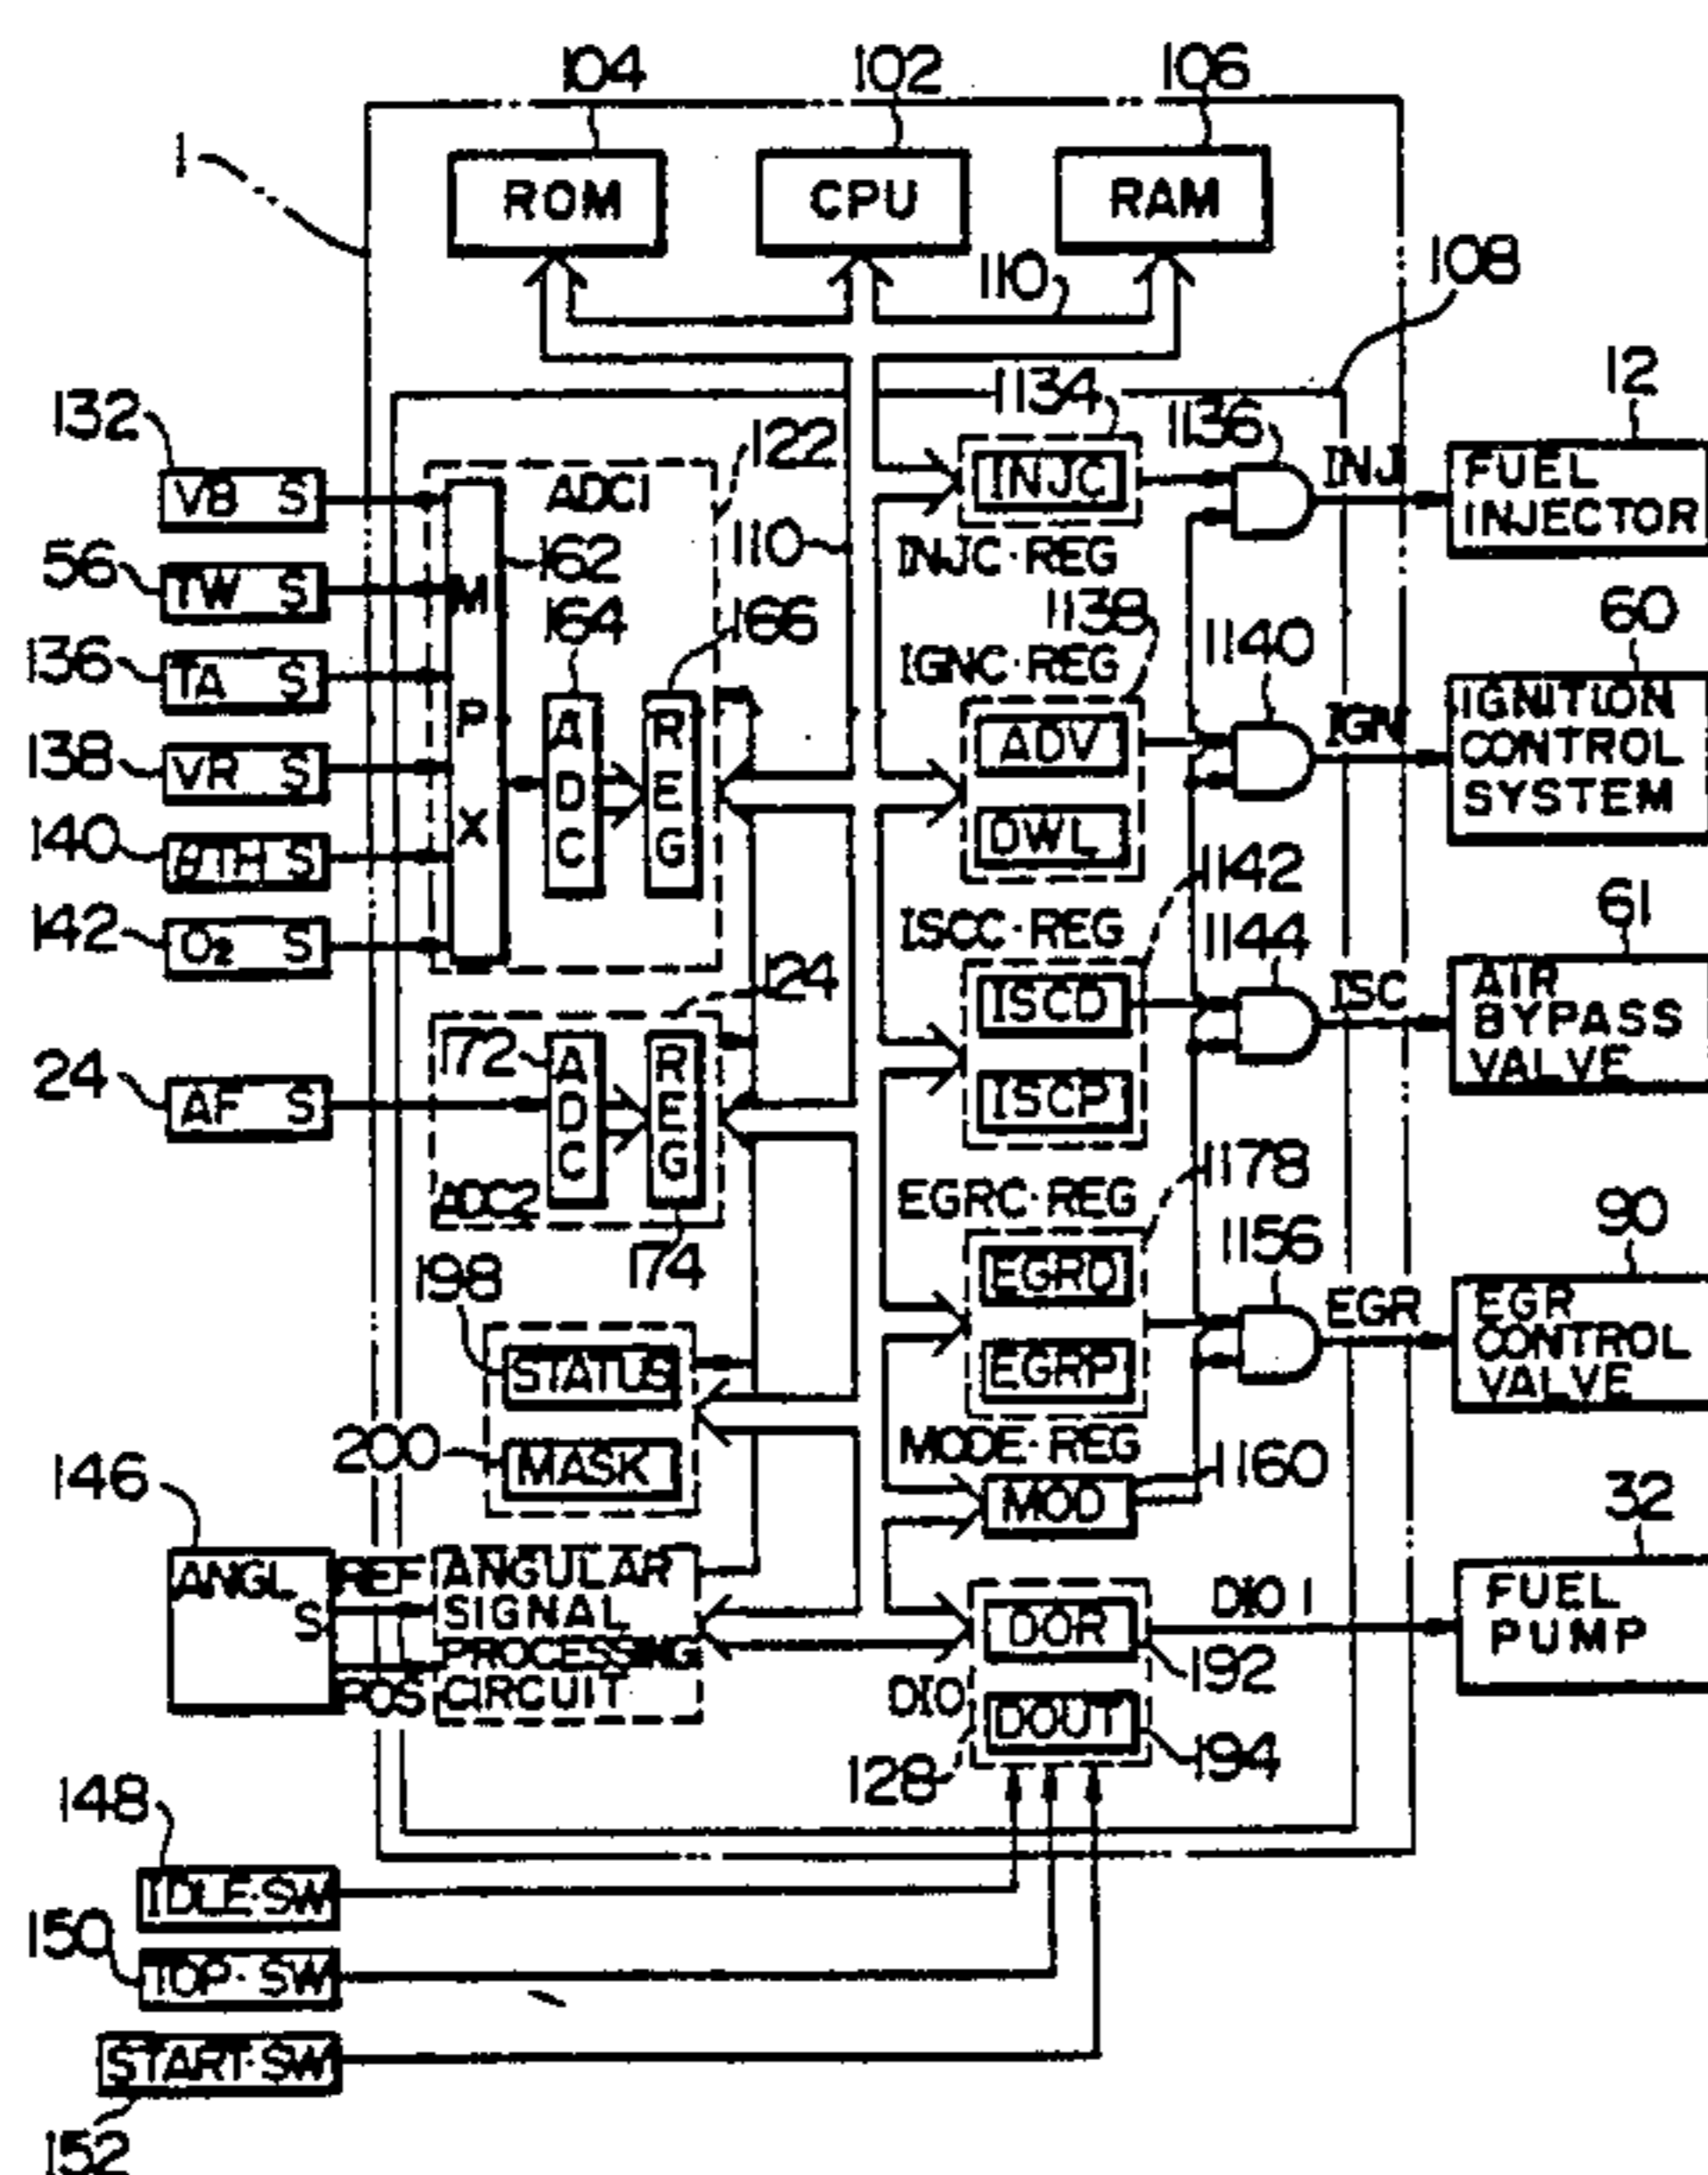 104
102
106
1
ROM
CPU
RAM
110
108
132
VB S
56
TW S
136
TA S
138
VR S
140
θTH S
142
O₂ S
122
ADC1
162
M
P
X
164
ADC
166
REG
110
1134
INJC
INJC·REG
1136
INJ
12
FUEL
INJECTOR
IGNC·REG
1138
ADV
DWL
1140
IGN
60
IGNITION
CONTROL
SYSTEM
ISCC·REG
1142
ISCD
ISCP
1144
ISC
61
AIR
BYPASS
VALVE
24
AF S
124
172
ADC
REG
ADC2
174
EGRC·REG
1178
EGRD
EGRP
1156
EGR
90
EGR
CONTROL
VALVE
198
STATUS
200
MASK
MODE·REG
MOD
1160
146
ANGL
S
REF
POS
ANGULAR
SIGNAL
PROCESSING
CIRCUIT
DOR
DIO 1
192
DIO
DOUT
194
128
32
FUEL
PUMP
148
IDLE·SW
150
TOP·SW
START·SW
152